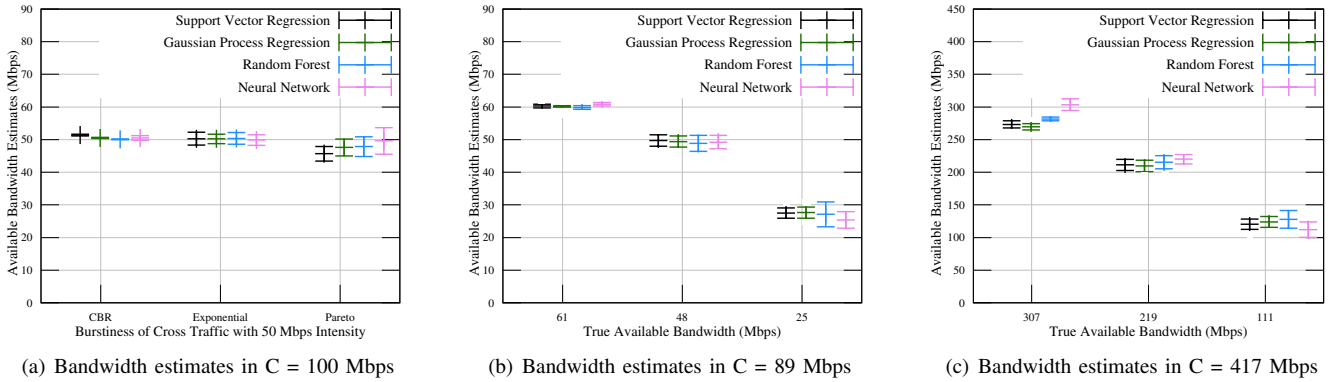 90
80
70
60
50
40
30
20
10
0
Available Bandwidth Estimates (Mbps)
Support Vector Regression
Gaussian Process Regression
Random Forest
Neural Network
CBR Exponential Pareto
Burstiness of Cross Traffic with 50 Mbps Intensity
(a) Bandwidth estimates in C = 100 Mbps
90
80
70
60
50
40
30
20
10
0
Available Bandwidth Estimates (Mbps)
Support Vector Regression
Gaussian Process Regression
Random Forest
Neural Network
61 48 25
True Available Bandwidth (Mbps)
(b) Bandwidth estimates in C = 89 Mbps
450
400
350
300
250
200
150
100
50
0
Available Bandwidth Estimates (Mbps)
Support Vector Regression
Gaussian Process Regression
Random Forest
Neural Network
307 219 111
True Available Bandwidth (Mbps)
(c) Bandwidth estimates in C = 417 Mbps